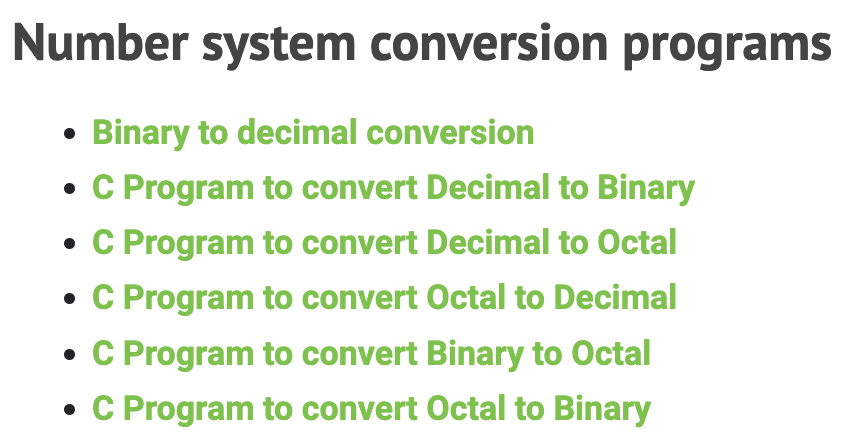 Number system conversion programs
• Binary to decimal conversion
• C Program to convert Decimal to Binary
• C Program to convert Decimal to Octal
• C Program to convert Octal to Decimal
• C Program to convert Binary to Octal
• C Program to convert Octal to Binary